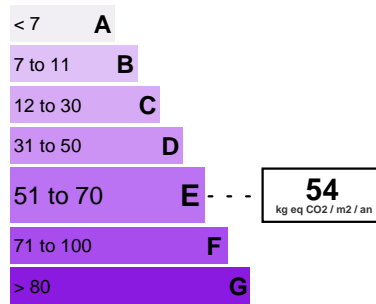 < 7 A
7 to 11 B
12 to 30 C
31 to 50 D
51 to 70 E
54
kg eq CO2 / m2 / an
71 to 100 F
> 80 G